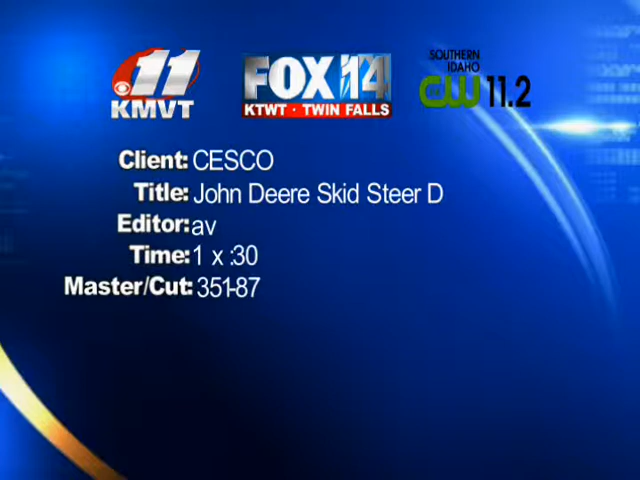 11
KMVT
FOX 14
KTWT · TWIN FALLS
SOUTHERN
IDAHO
CW 11.2
Client: CESCO
Title: John Deere Skid Steer D
Editor: av
Time: 1 x :30
Master/Cut: 351-87